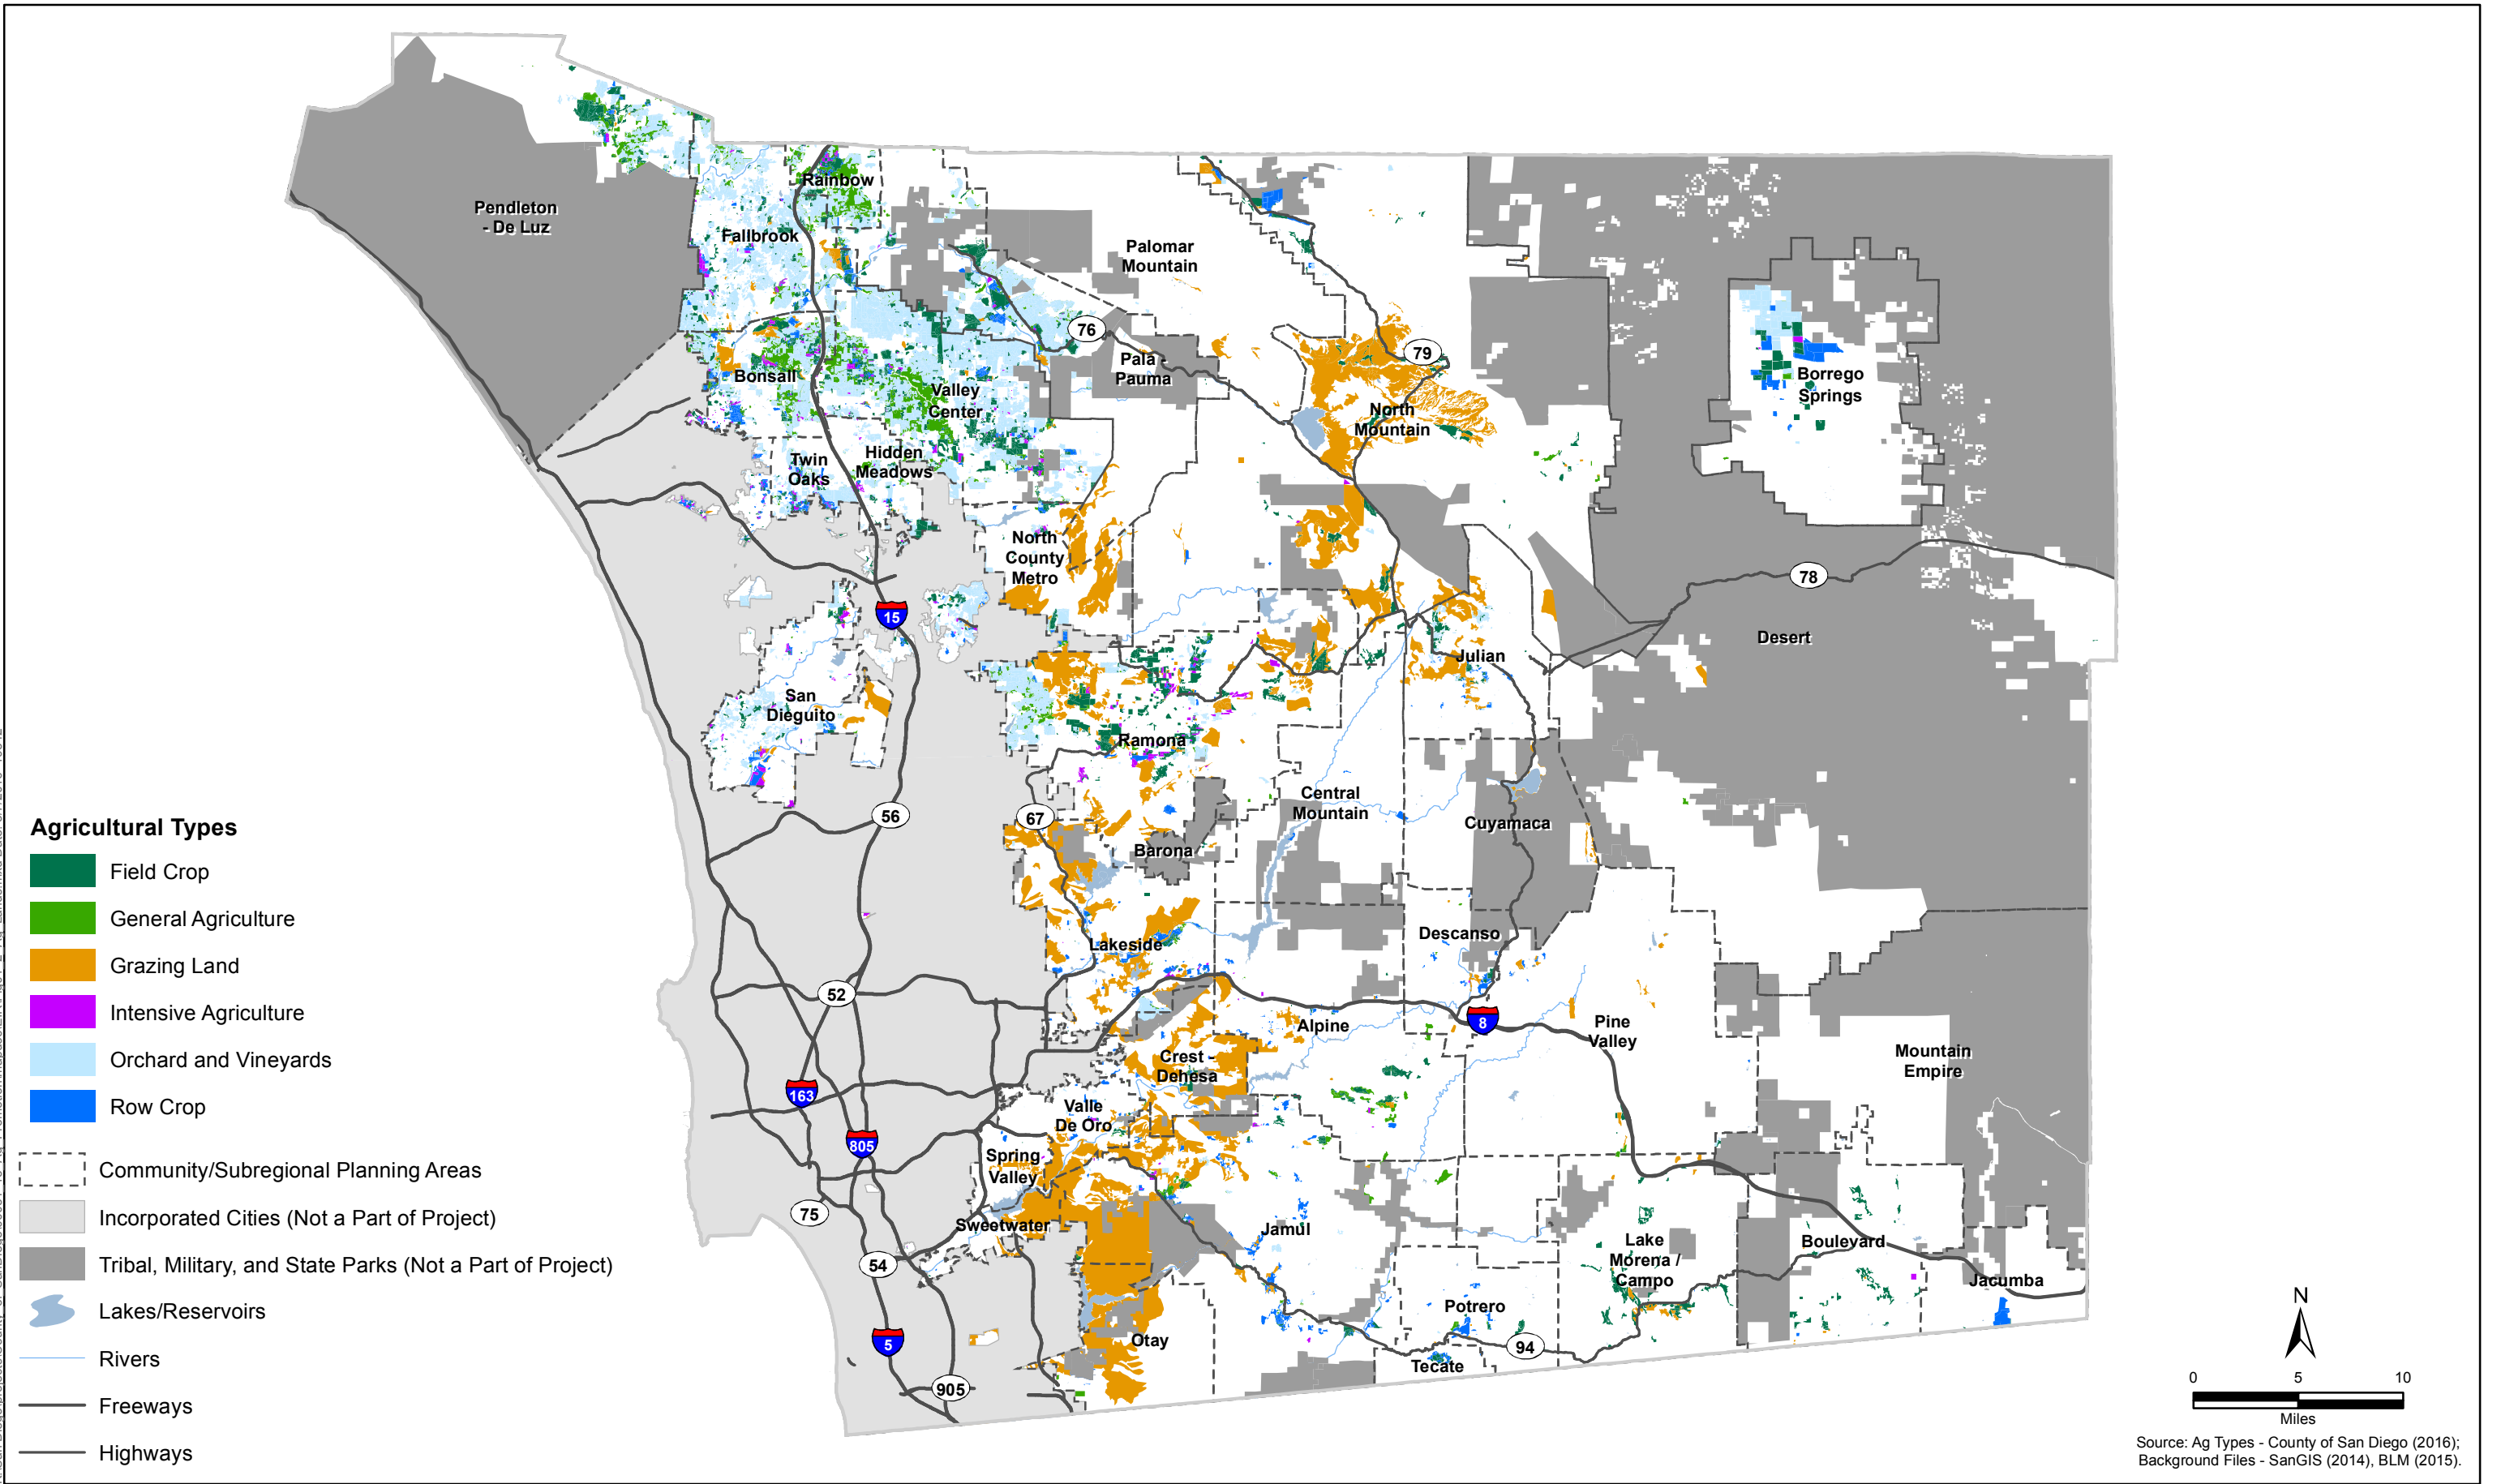 Pendleton
- De Luz
Rainbow
Fallbrook
Palomar
Mountain
76
79
Pala -
Pauma
Bonsall
Valley
Center
North
Mountain
Borrego
Springs
Twin
Oaks
Hidden
Meadows
North
County
Metro
78
15
Desert
Julian
San
Dieguito
Ramona
56
67
Central
Mountain
Cuyamaca
Barona
Lakeside
Descanso
52
8
Alpine
Pine
Valley
Mountain
Empire
Crest -
Dehesa
163
Valle
De Oro
805
Spring
Valley
75
Sweetwater
Jamul
Lake
Morena /
Campo
Boulevard
54
Jacumba
Potrero
5
Otay
94
Tecate
905
Agricultural Types
Field Crop
General Agriculture
Grazing Land
Intensive Agriculture
Orchard and Vineyards
Row Crop
Community/Subregional Planning Areas
Incorporated Cities (Not a Part of Project)
Tribal, Military, and State Parks (Not a Part of Project)
Lakes/Reservoirs
Rivers
Freeways
Highways
N
0 5 10
Miles
Source: Ag Types - County of San Diego (2016);
Background Files - SanGIS (2014), BLM (2015).